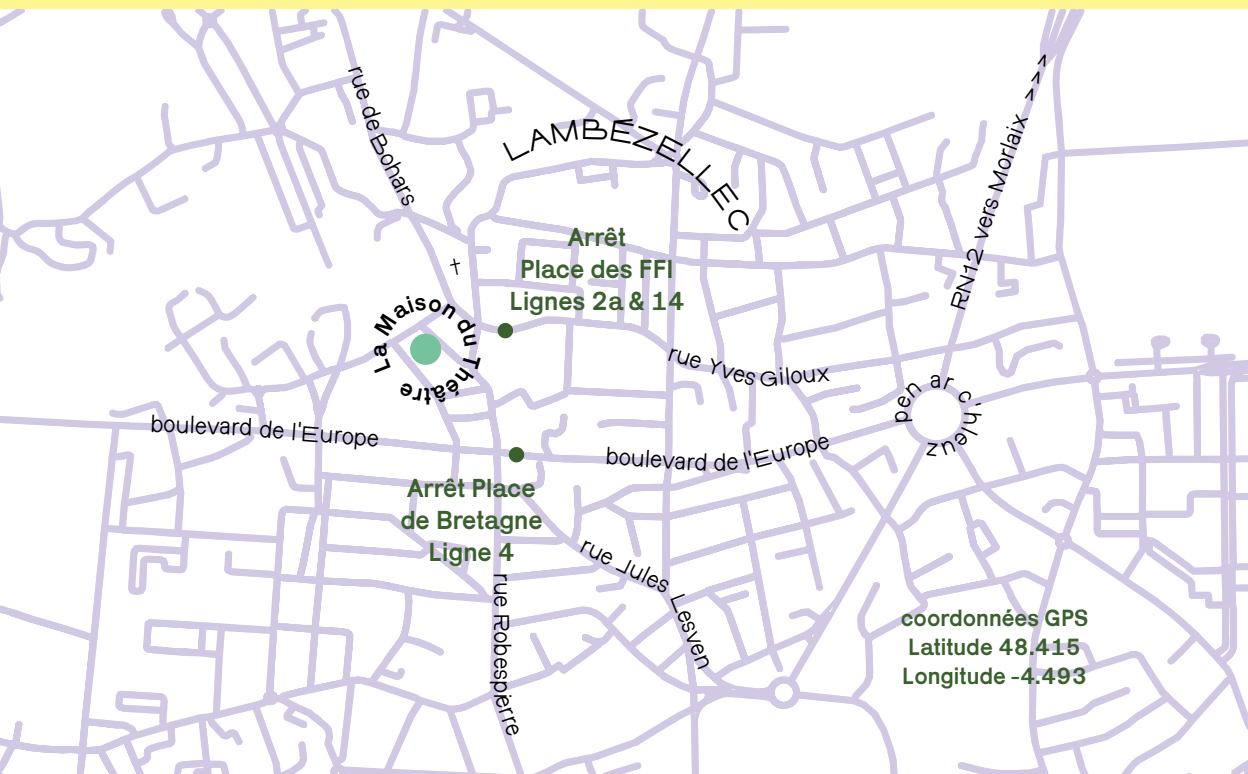 rue de Bohars
LAMBÉZELLEC
RN12 vers Morlaix > > >
Arrêt
Place des FFI
Lignes 2a & 14
La Maison du Théâtre
rue Yves Giloux
pen ar c'hleuz
boulevard de l'Europe
boulevard de l'Europe
Arrêt Place
de Bretagne
Ligne 4
rue Jules Lesven
rue Robespierre
coordonnées GPS
Latitude 48.415
Longitude -4.493